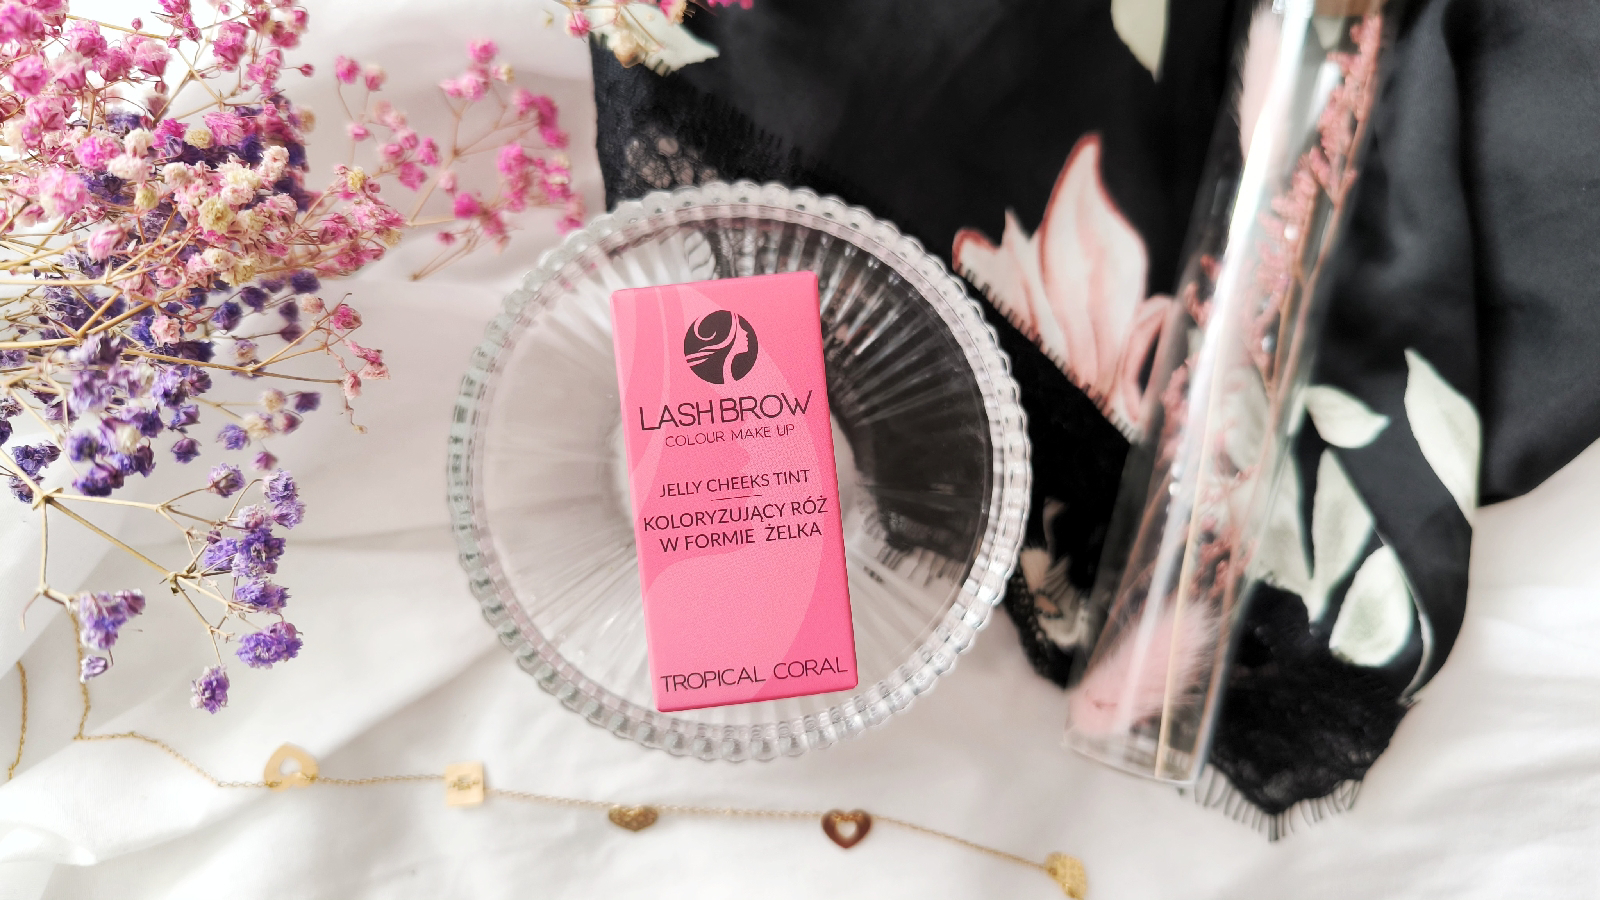 LASH BROW
COLOUR MAKE UP
JELLY CHEEKS TINT
KOLORYZUJĄCY RÓŻ
W FORMIE ŻELKA
TROPICAL CORAL